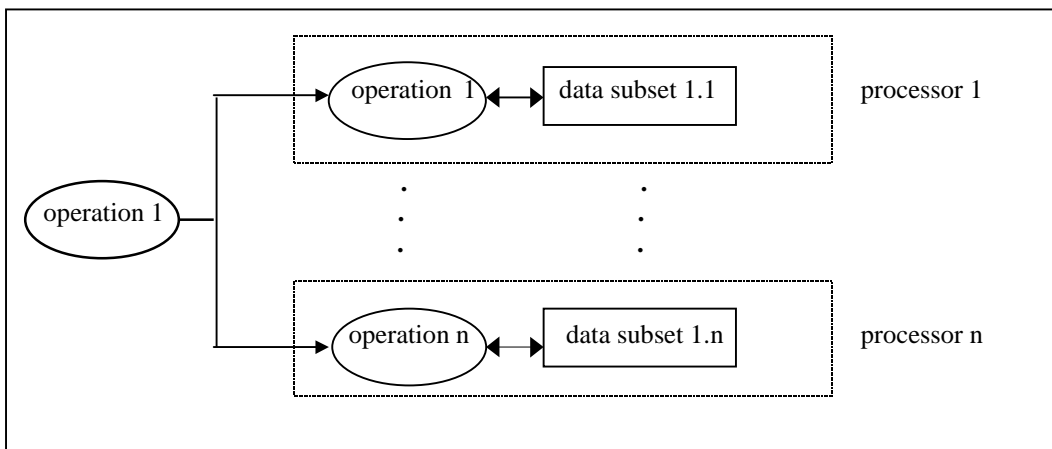 operation 1
data subset 1.1
processor 1
operation 1
operation n
data subset 1.n
processor n